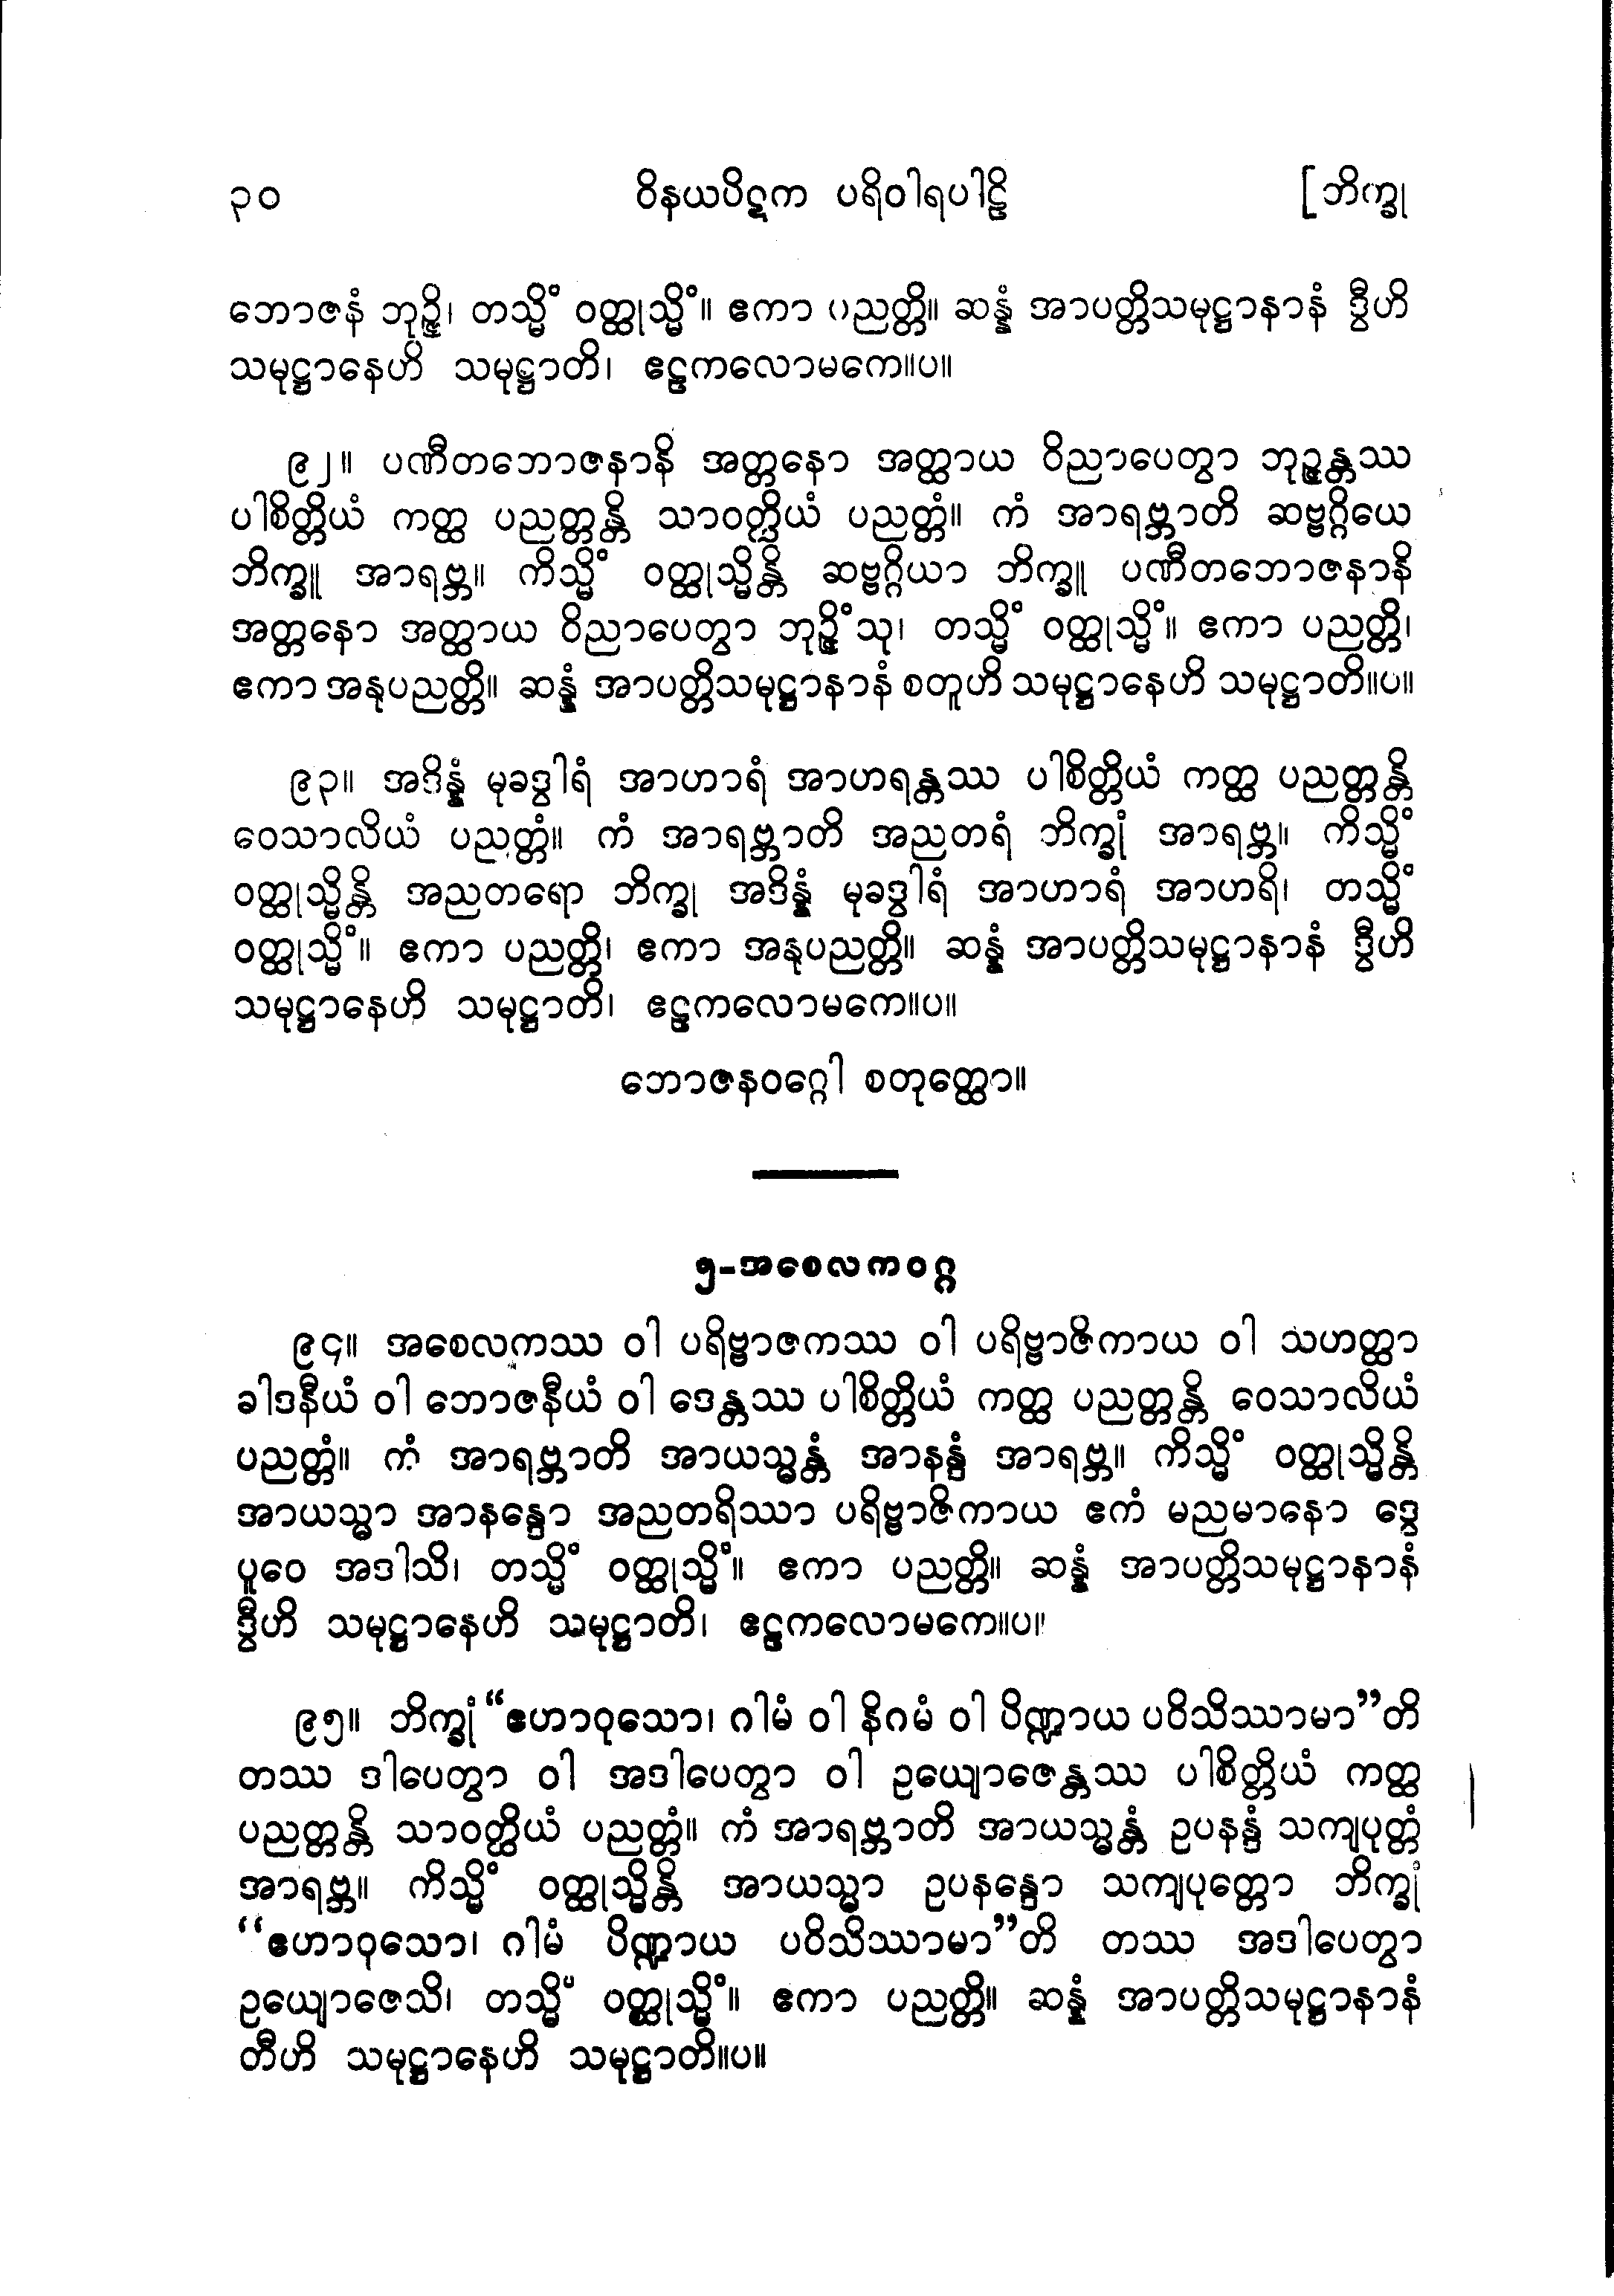 ၃၀ ဝိနယပိဋက ပရိဝါရပါဠိ [ဘိက္ခု
ဘောဇနံ ဘုဉ္ဇိ၊ တသ္မိံ ဝတ္ထုသ္မိံ။ ဧကာ ပညတ္တိ။ ဆန္နံ အာပတ္တိသမုဋ္ဌာနာနံ ဒွီဟိ
သမုဋ္ဌာနေဟိ သမုဋ္ဌာတိ၊ ဧဠကလောမကေ။ပ။
၉၂။ ပဏီတဘောဇနာနိ အတ္တနော အတ္ထာယ ဝိညာပေတွာ ဘုဉ္ဇန္တဿ
ပါစိတ္တိယံ ကတ္ထ ပညတ္တန္တိ သာဝတ္ထိယံ ပညတ္တံ။ ကံ အာရဗ္ဘာတိ ဆဗ္ဗဂ္ဂိယေ
ဘိက္ခူ အာရဗ္ဘ။ ကိသ္မိံ ဝတ္ထုသ္မိန္တိ ဆဗ္ဗဂ္ဂိယာ ဘိက္ခူ ပဏီတဘောဇနာနိ
အတ္တနော အတ္ထာယ ဝိညာပေတွာ ဘုဉ္ဇိံသု၊ တသ္မိံ ဝတ္ထုသ္မိံ။ ဧကာ ပညတ္တိ၊
ဧကာ အနုပညတ္တိ။ ဆန္နံ အာပတ္တိသမုဋ္ဌာနာနံ စတူဟိ သမုဋ္ဌာနေဟိ သမုဋ္ဌာတိ။ပ။
၉၃။ အဒိန္နံ မုခဒွါရံ အာဟာရံ အာဟရန္တဿ ပါစိတ္တိယံ ကတ္ထ ပညတ္တန္တိ
ဝေသာလိယံ ပညတ္တံ။ ကံ အာရဗ္ဘာတိ အညတရံ ဘိက္ခုံ အာရဗ္ဘ။ ကိသ္မိံ
ဝတ္ထုသ္မိန္တိ အညတရော ဘိက္ခု အဒိန္နံ မုခဒွါရံ အာဟာရံ အာဟရိ၊ တသ္မိံ
ဝတ္ထုသ္မိံ။ ဧကာ ပညတ္တိ၊ ဧကာ အနုပညတ္တိ။ ဆန္နံ အာပတ္တိသမုဋ္ဌာနာနံ ဒွီဟိ
သမုဋ္ဌာနေဟိ သမုဋ္ဌာတိ၊ ဧဠကလောမကေ။ပ။
ဘောဇနဝဂ္ဂေါ စတုတ္ထော။
၅-အစေလကဝဂ္ဂ
၉၄။ အစေလကဿ ဝါ ပရိဗ္ဗာဇကဿ ဝါ ပရိဗ္ဗာဇိကာယ ဝါ သဟတ္ထာ
ခါဒနီယံ ဝါ ဘောဇနီယံ ဝါ ဒေန္တဿ ပါစိတ္တိယံ ကတ္ထ ပညတ္တန္တိ ဝေသာလိယံ
ပညတ္တံ။ ကံ အာရဗ္ဘာတိ အာယသ္မန္တံ အာနန္ဒံ အာရဗ္ဘ။ ကိသ္မိံ ဝတ္ထုသ္မိန္တိ
အာယသ္မာ အာနန္ဒော အညတရိဿာ ပရိဗ္ဗာဇိကာယ ဧကံ မညမာနော ဒွေ
ပူဝေ အဒါသိ၊ တသ္မိံ ဝတ္ထုသ္မိံ။ ဧကာ ပညတ္တိ။ ဆန္နံ အာပတ္တိသမုဋ္ဌာနာနံ
ဒွီဟိ သမုဋ္ဌာနေဟိ သမုဋ္ဌာတိ၊ ဧဠကလောမကေ။ပ။
၉၅။ ဘိက္ခုံ “ဧဟာဝုသော၊ ဂါမံ ဝါ နိဂမံ ဝါ ပိဏ္ဍာယ ပဝိသိဿာမာ”တိ
တဿ ဒါပေတွာ ဝါ အဒါပေတွာ ဝါ ဥယျောဇေန္တဿ ပါစိတ္တိယံ ကတ္ထ
ပညတ္တန္တိ သာဝတ္ထိယံ ပညတ္တံ။ ကံ အာရဗ္ဘာတိ အာယသ္မန္တံ ဥပနန္ဒံ သကျပုတ္တံ
အာရဗ္ဘ။ ကိသ္မိံ ဝတ္ထုသ္မိန္တိ အာယသ္မာ ဥပနန္ဒော သကျပုတ္တော ဘိက္ခုံ
“ဧဟာဝုသော၊ ဂါမံ ပိဏ္ဍာယ ပဝိသိဿာမာ”တိ တဿ အဒါပေတွာ
ဥယျောဇေသိ၊ တသ္မိံ ဝတ္ထုသ္မိံ။ ဧကာ ပညတ္တိ။ ဆန္နံ အာပတ္တိသမုဋ္ဌာနာနံ
တီဟိ သမုဋ္ဌာနေဟိ သမုဋ္ဌာတိ။ပ။